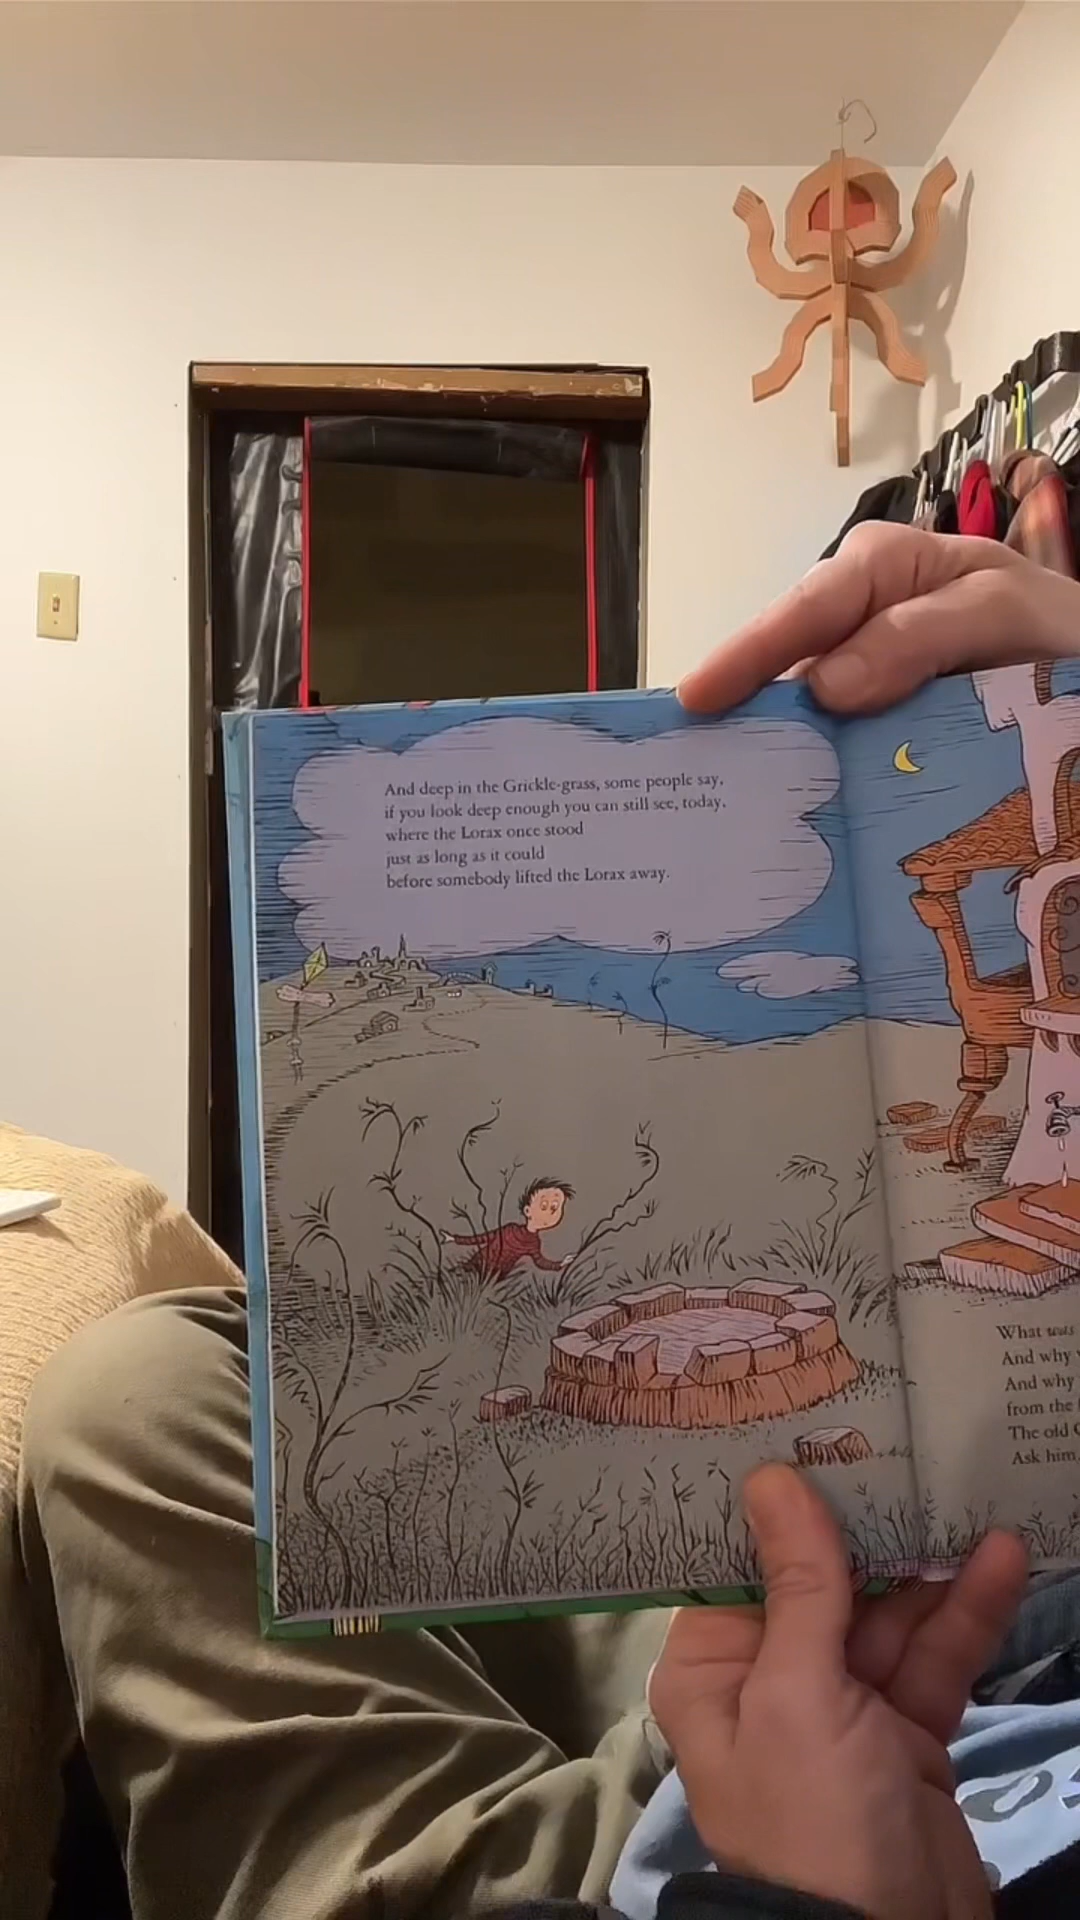 And deep in the Grickle-grass, some people say,
if you look deep enough you can still see, today,
where the Lorax once stood
just as long as it could
before somebody lifted the Lorax away.
What was
And why
And why
from the
The old
Ask him,